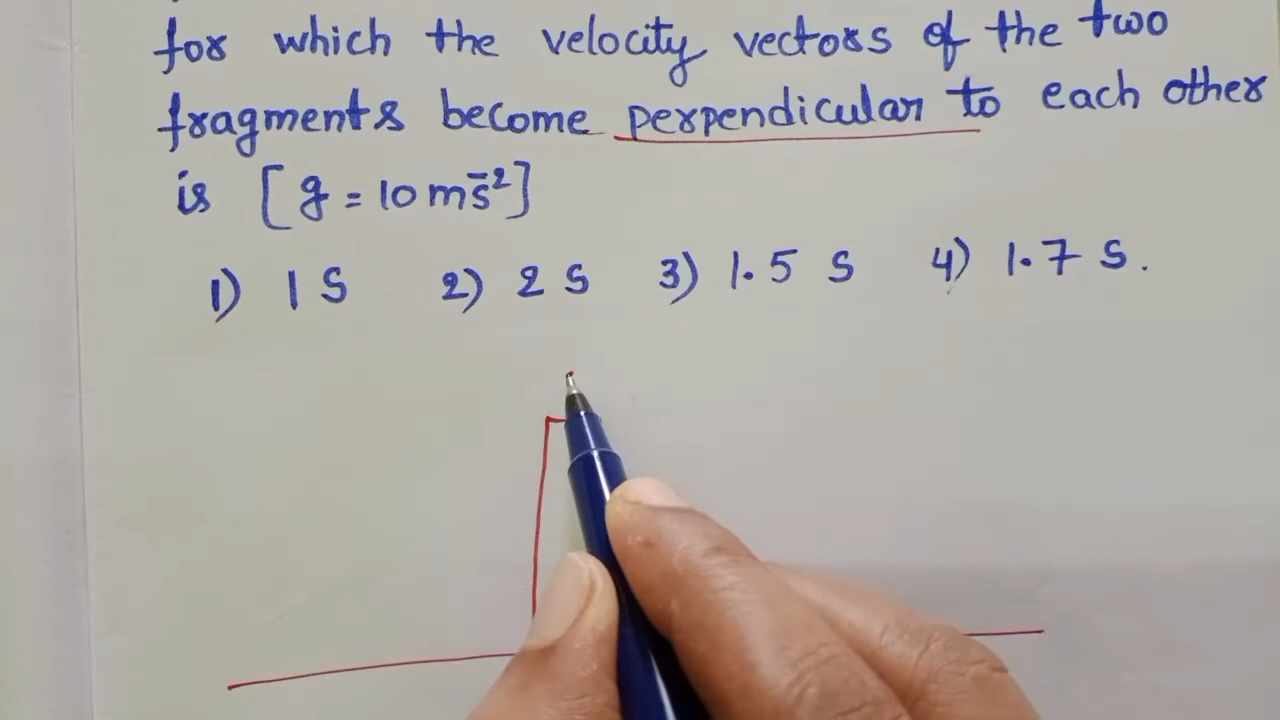 for which the velocity vectors of the two
fragments become perpendicular to each other
is [g = 10 ms⁻²]
1) 1 S 2) 2 S 3) 1.5 S 4) 1.7 S.